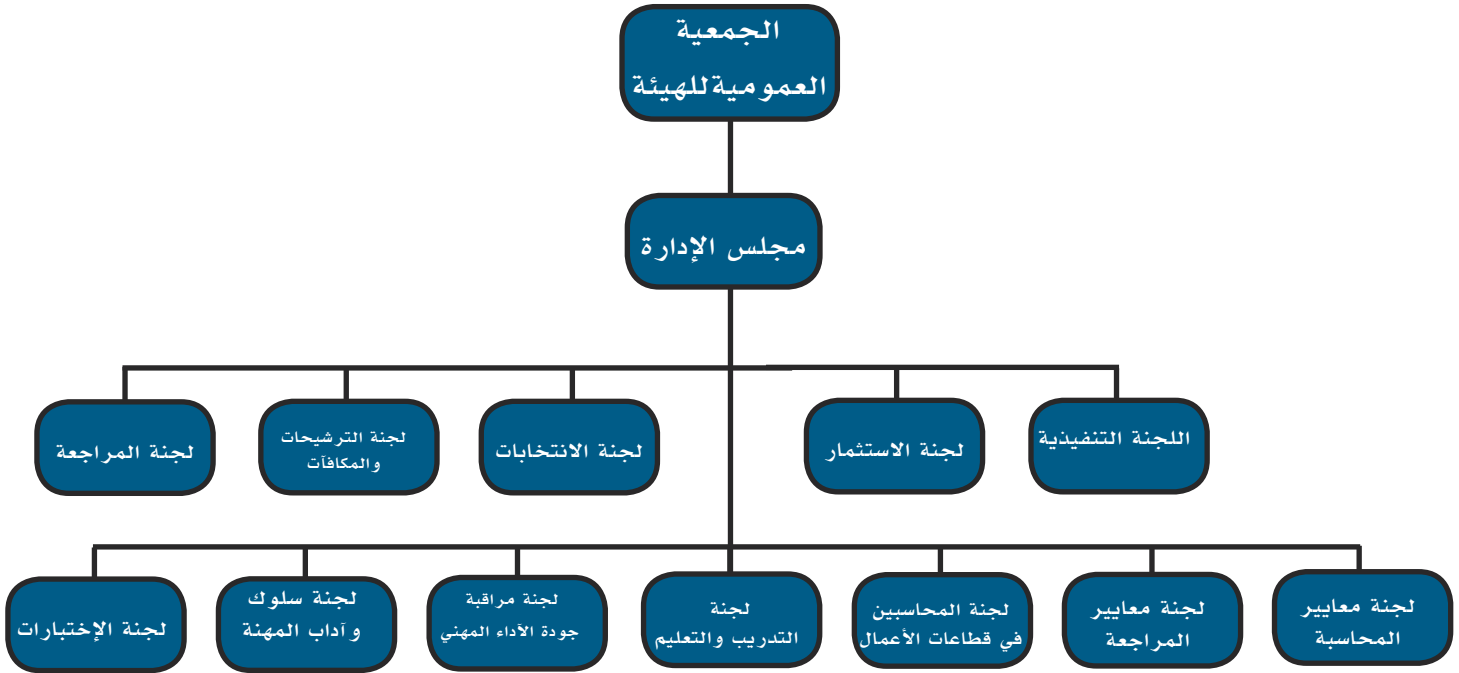 الجمعية
العمومية للهيئة
مجلس الإدارة
اللجنة التنفيذية
لجنة الاستثمار
لجنة الانتخابات
لجنة الترشيحات
والمكافآت
لجنة المراجعة
لجنة معايير
المحاسبة
لجنة معايير
المراجعة
لجنة المحاسبين
في قطاعات الأعمال
لجنة
التدريب والتعليم
لجنة مراقبة
جودة الآداء المهني
لجنة سلوك
وآداب المهنة
لجنة الإختبارات